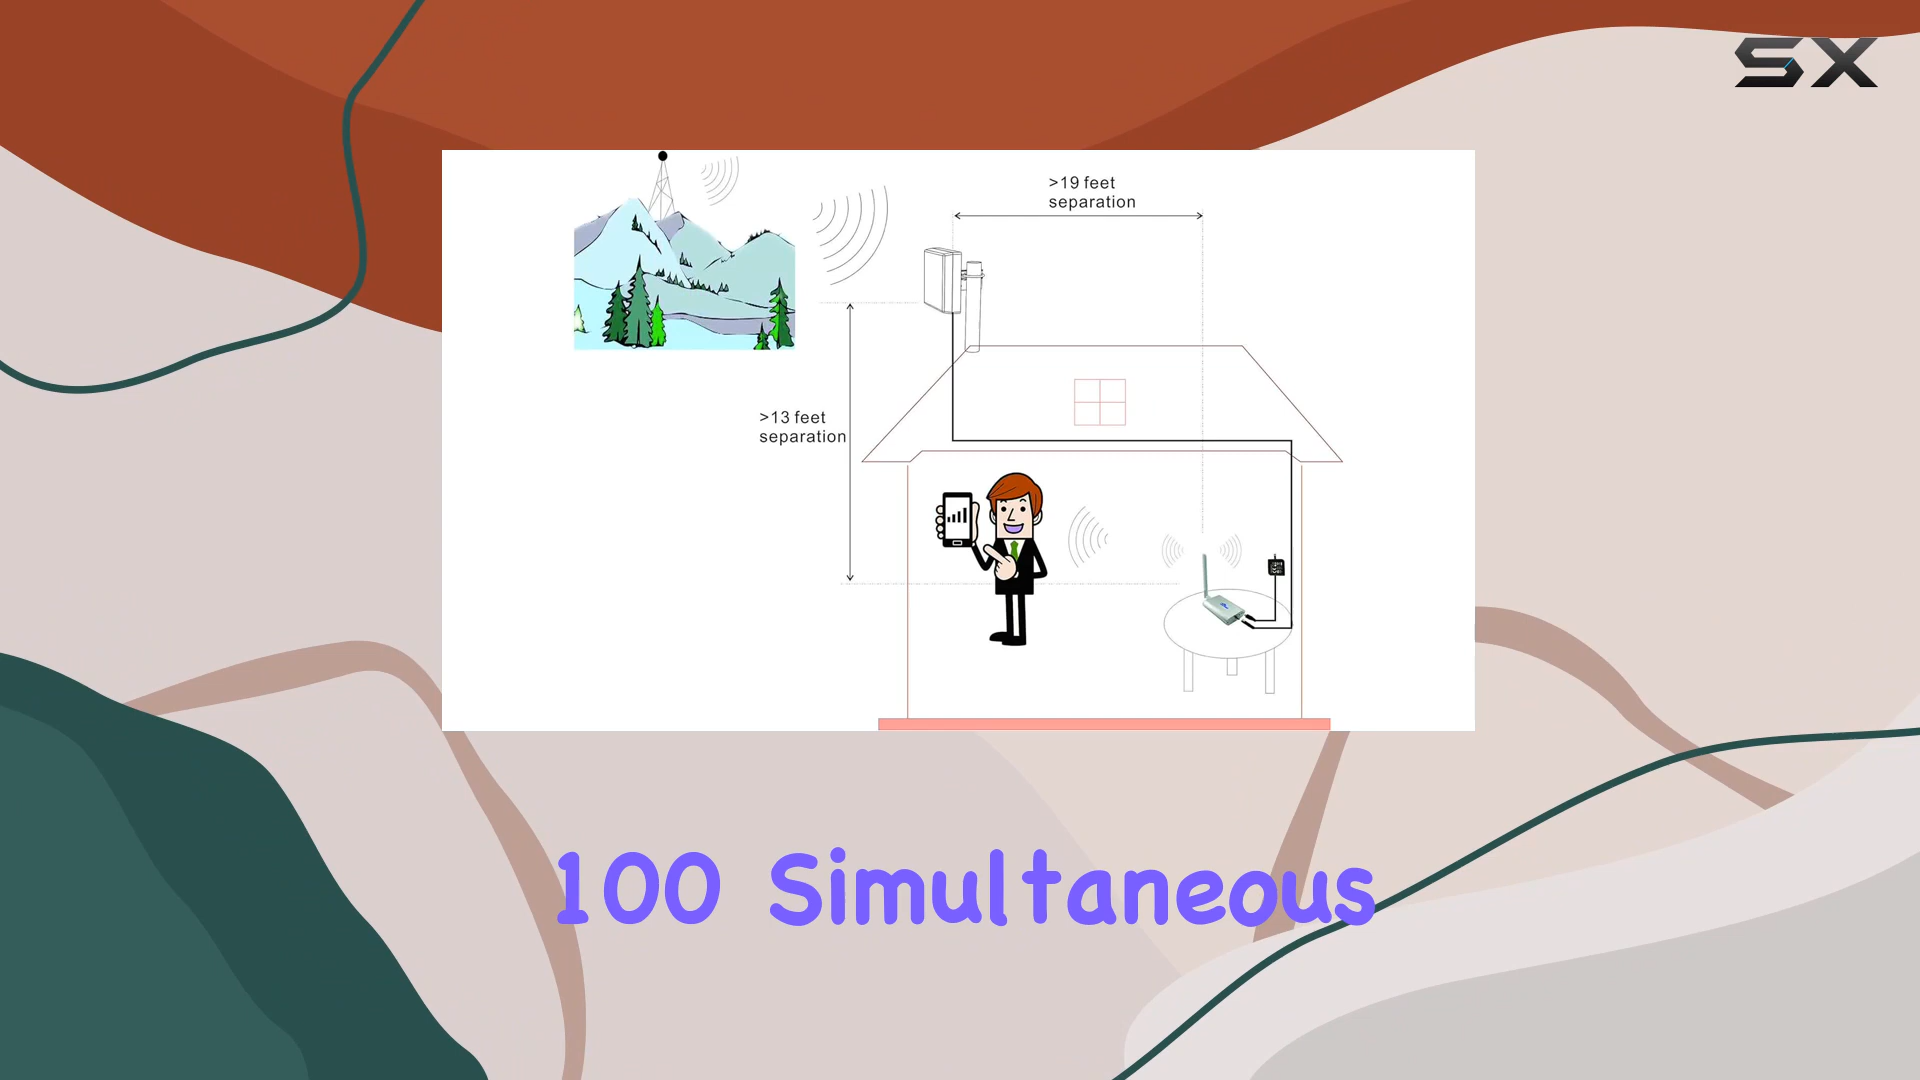 SX
>19 feet
separation
>13 feet
separation
100 Simultaneous